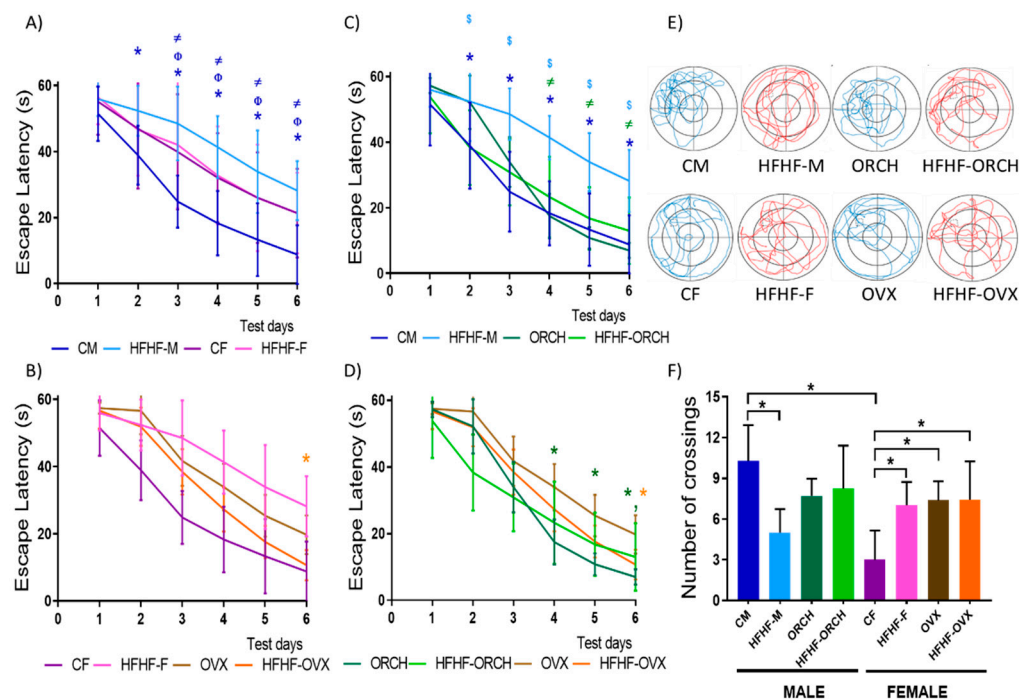 A)
≠ ≠ ≠ ≠
Φ Φ Φ Φ
* * * * *
Escape Latency (s)
60
40
20
0
0 1 2 3 4 5 6
Test days
CM HFHF-M CF HFHF-F
C)
$ $ $ $ $
≠ ≠ ≠
* * * * *
Escape Latency (s)
60
40
20
0
0 1 2 3 4 5 6
Test days
CM HFHF-M ORCH HFHF-ORCH
E)
CM HFHF-M ORCH HFHF-ORCH
CF HFHF-F OVX HFHF-OVX
B)
*
Escape Latency (s)
60
40
20
0
0 1 2 3 4 5 6
Test days
CF HFHF-F OVX HFHF-OVX
D)
* * *,*
Escape Latency (s)
60
40
20
0
0 1 2 3 4 5 6
Test days
ORCH HFHF-ORCH OVX HFHF-OVX
F)
* * * * *
Number of crossings
15
12
9
6
3
0
CM HFHF-M ORCH HFHF-ORCH CF HFHF-F OVX HFHF-OVX
MALE FEMALE